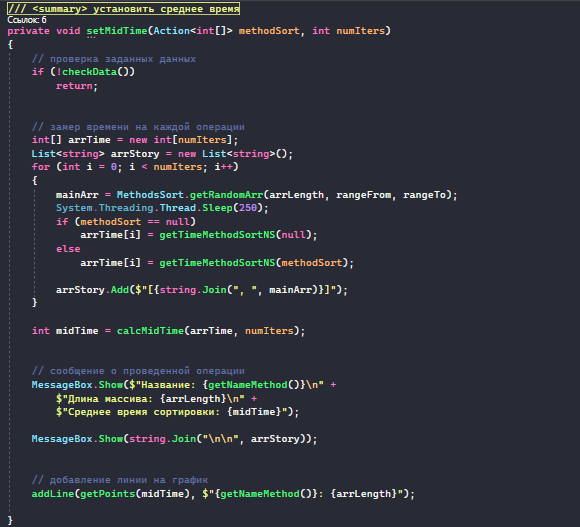 /// <summary> установить среднее время
Ссылок: 6
private void setMidTime(Action<int[]> methodSort, int numIters)
{
// проверка заданных данных
if (!checkData())
return;
// замер времени на каждой операции
int[] arrTime = new int[numIters];
List<string> arrStory = new List<string>();
for (int i = 0; i < numIters; i++)
{
mainArr = MethodsSort.getRandomArr(arrLength, rangeFrom, rangeTo);
System.Threading.Thread.Sleep(250);
if (methodSort == null)
arrTime[i] = getTimeMethodSortNS(null);
else
arrTime[i] = getTimeMethodSortNS(methodSort);
arrStory.Add($"[{string.Join(", ", mainArr)}]");
}
int midTime = calcMidTime(arrTime, numIters);
// сообщение о проведенной операции
MessageBox.Show($"Название: {getNameMethod()}\n" +
$"Длина массива: {arrLength}\n" +
$"Среднее время сортировки: {midTime}");
MessageBox.Show(string.Join("\n\n", arrStory));
// добавление линии на график
addLine(getPoints(midTime), $"{getNameMethod()}: {arrLength}");
}